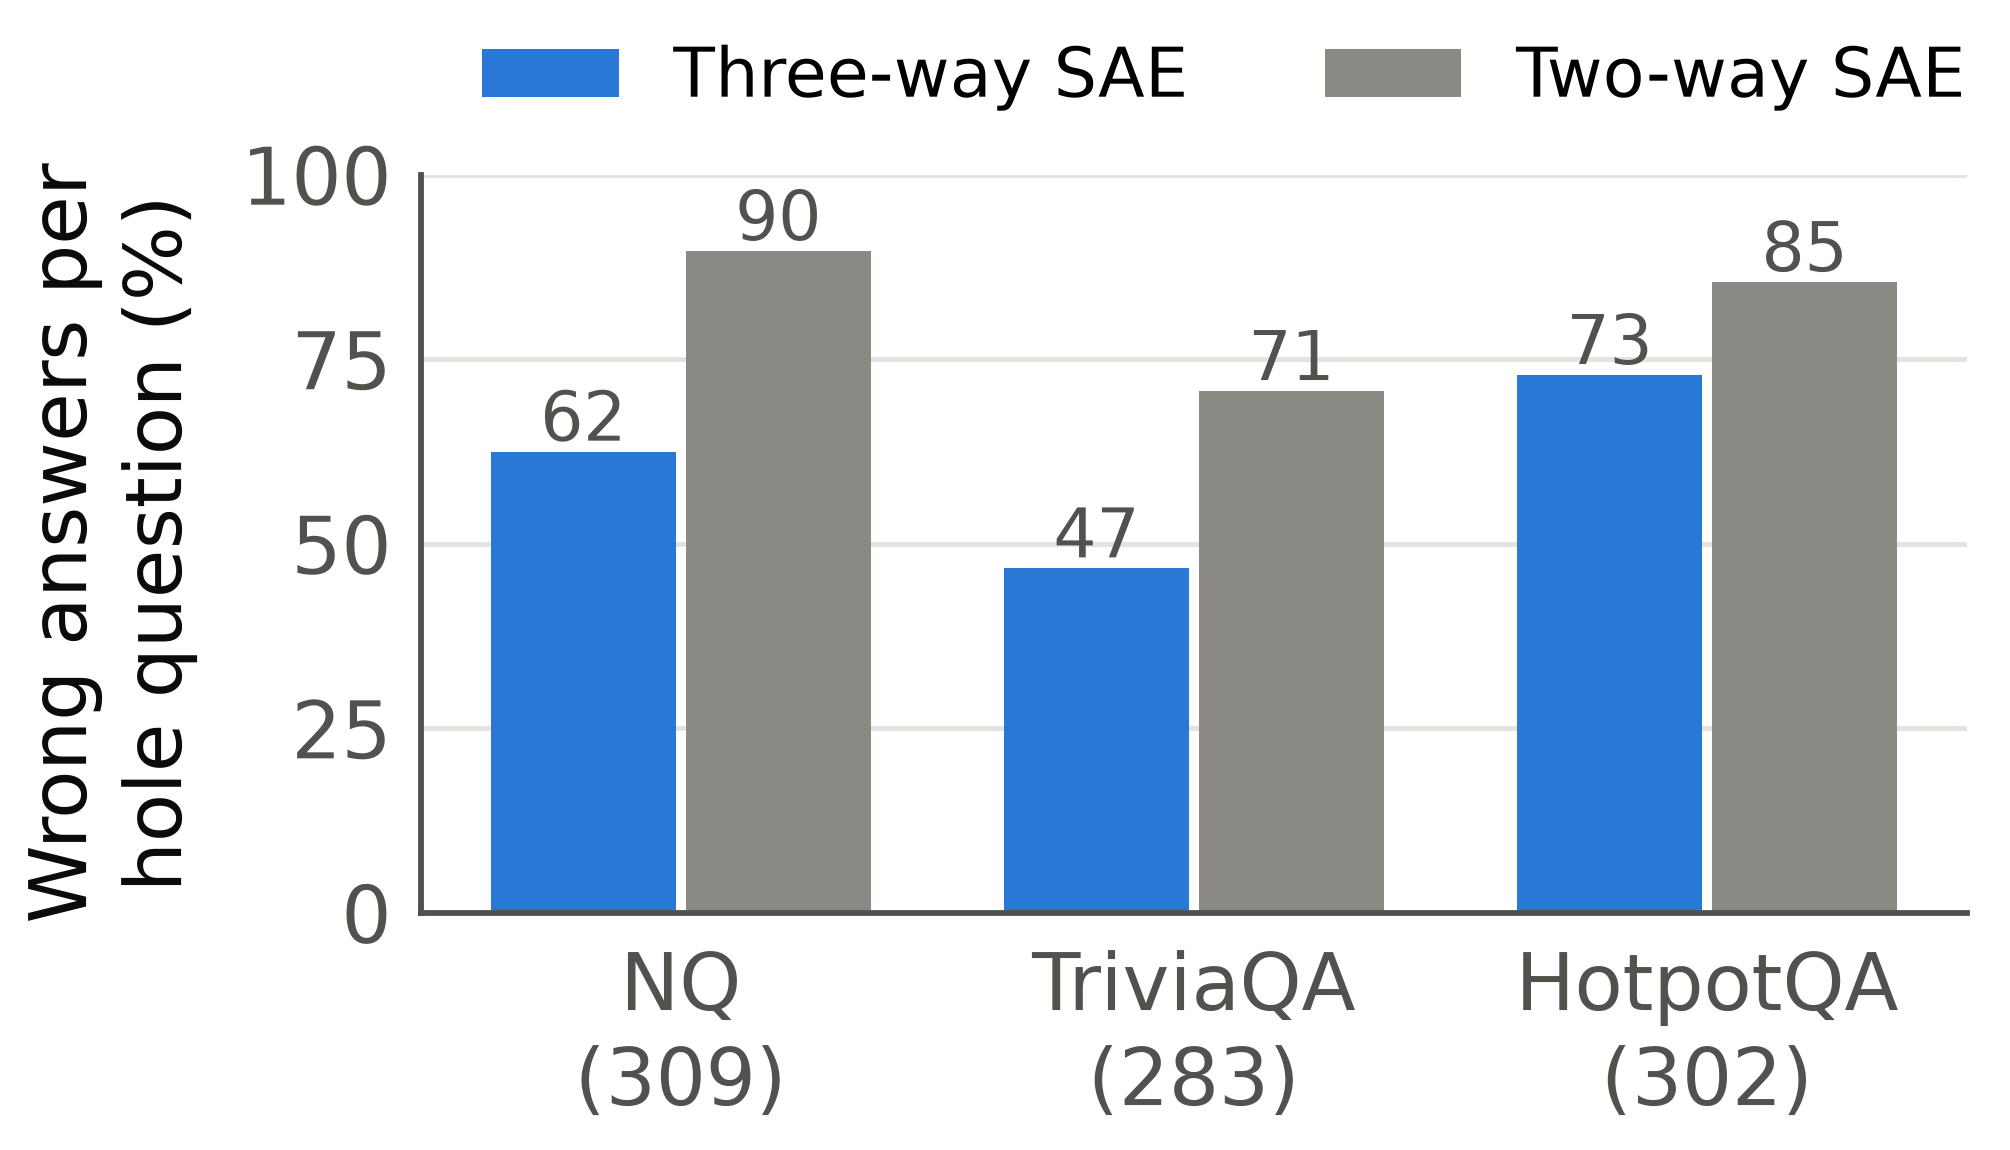 Three-way SAE
Two-way SAE
Wrong answers per
hole question (%)
100
75
50
25
0
62
90
47
71
73
85
NQ
(309)
TriviaQA
(283)
HotpotQA
(302)